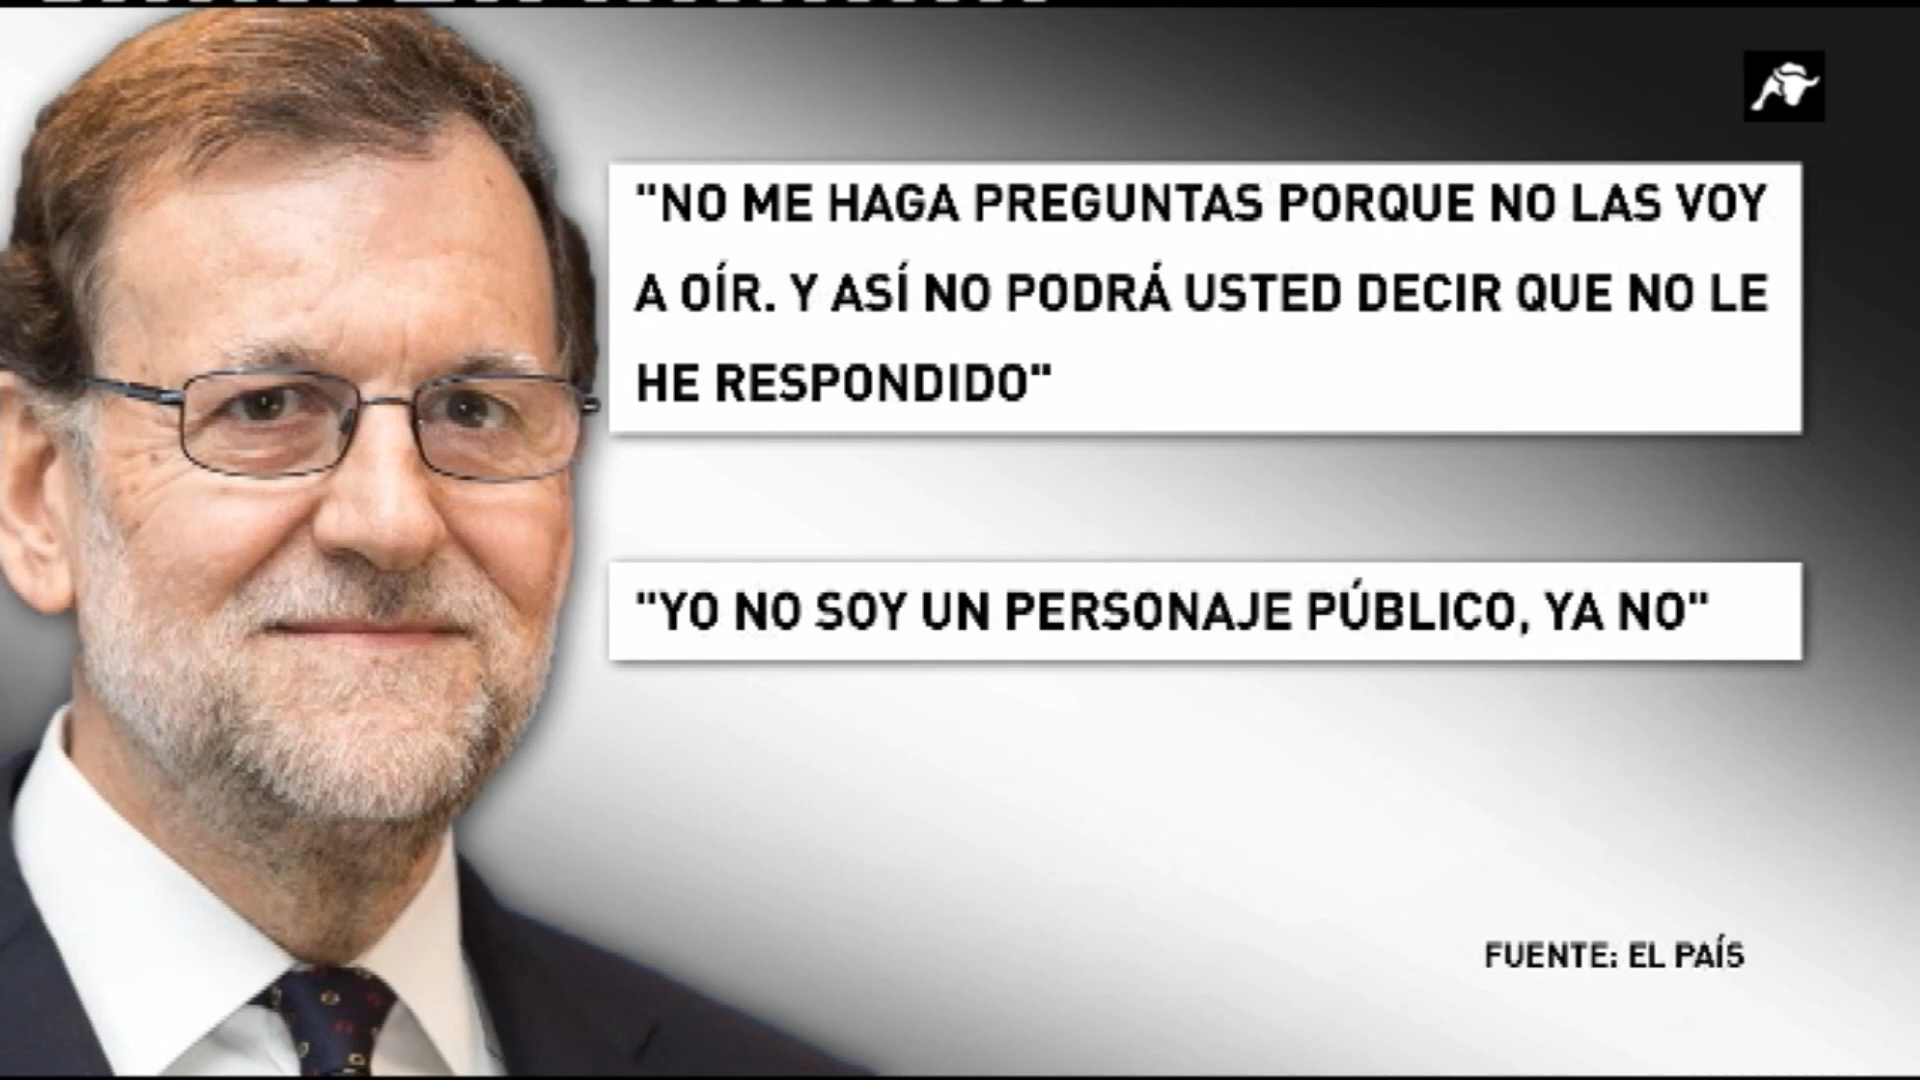 "NO ME HAGA PREGUNTAS PORQUE NO LAS VOY
A OÍR. Y ASÍ NO PODRÁ USTED DECIR QUE NO LE
HE RESPONDIDO"
"YO NO SOY UN PERSONAJE PÚBLICO, YA NO"
FUENTE: EL PAÍS